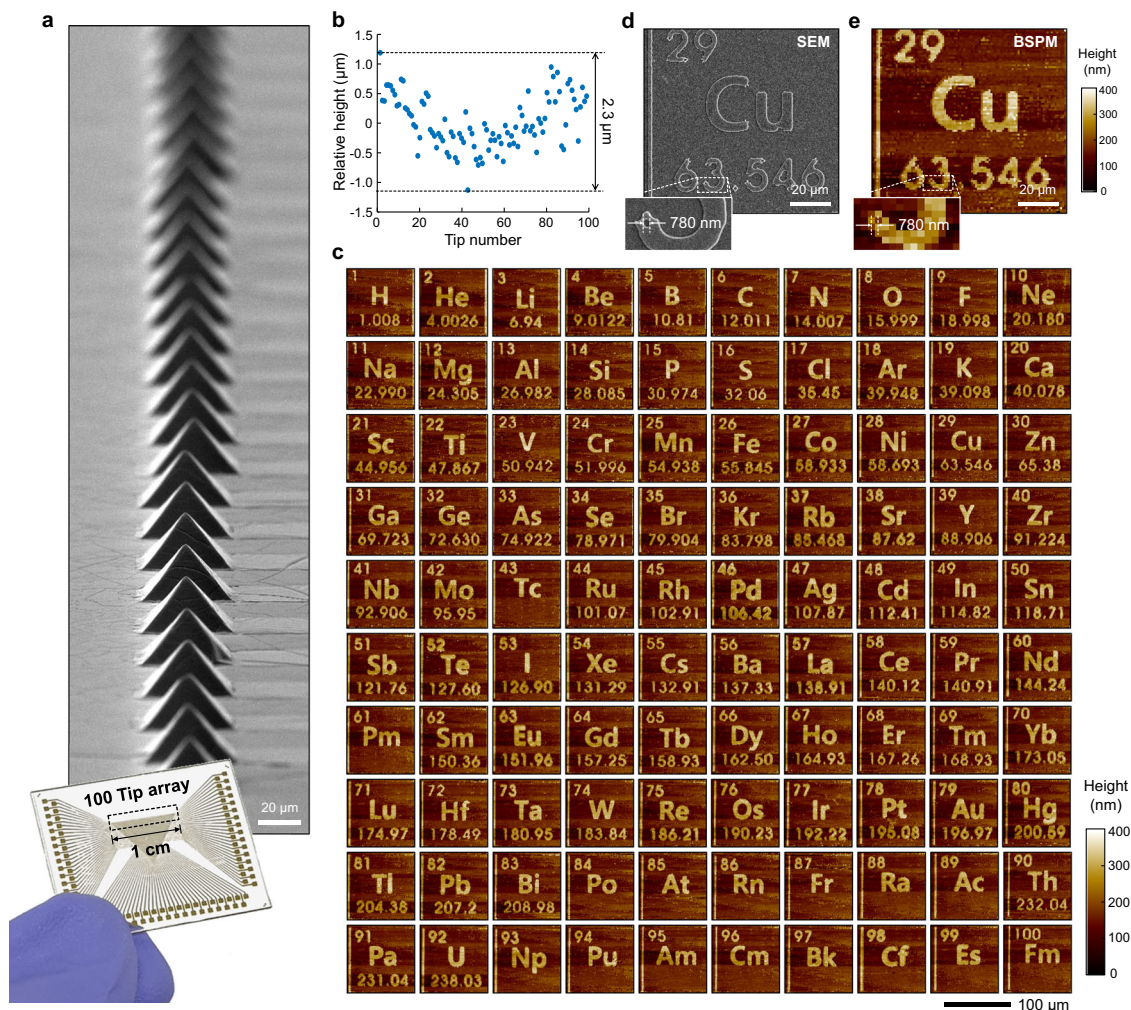 a
20 µm
100 Tip array
1 cm
b
1.5
1.0
0.5
0
-0.5
-1.0
-1.5
Relative height (µm)
0
20
40
60
80
100
Tip number
2.3 µm
d
SEM
29
Cu
63.546
20 µm
780 nm
e
BSPM
29
Cu
63.546
20 µm
780 nm
Height
(nm)
400
300
200
100
0
c
1 2 3 4 5 6 7 8 9 10
H He Li Be B C N O F Ne
1.008 4.0026 6.94 9.0122 10.81 12.011 14.007 15.999 18.998 20.180
11 12 13 14 15 16 17 18 19 20
Na Mg Al Si P S Cl Ar K Ca
22.990 24.305 26.982 28.085 30.974 32.06 35.45 39.948 39.098 40.078
21 22 23 24 25 26 27 28 29 30
Sc Ti V Cr Mn Fe Co Ni Cu Zn
44.956 47.867 50.942 51.996 54.938 55.845 58.933 58.693 63.546 65.38
31 32 33 34 35 36 37 38 39 40
Ga Ge As Se Br Kr Rb Sr Y Zr
69.723 72.630 74.922 78.971 79.904 83.798 85.468 87.62 88.906 91.224
41 42 43 44 45 46 47 48 49 50
Nb Mo Tc Ru Rh Pd Ag Cd In Sn
92.906 95.95 101.07 102.91 106.42 107.87 112.41 114.82 118.71
51 52 53 54 55 56 57 58 59 60
Sb Te I Xe Cs Ba La Ce Pr Nd
121.76 127.60 126.90 131.29 132.91 137.33 138.91 140.12 140.91 144.24
61 62 63 64 65 66 67 68 69 70
Pm Sm Eu Gd Tb Dy Ho Er Tm Yb
150.36 151.96 157.25 158.93 162.50 164.93 167.26 168.93 173.05
71 72 73 74 75 76 77 78 79 80
Lu Hf Ta W Re Os Ir Pt Au Hg
174.97 178.49 180.95 183.84 186.21 190.23 192.22 195.08 196.97 200.59
81 82 83 84 85 86 87 88 89 90
Tl Pb Bi Po At Rn Fr Ra Ac Th
204.38 207.2 208.98 232.04
91 92 93 94 95 96 97 98 99 100
Pa U Np Pu Am Cm Bk Cf Es Fm
231.04 238.03
Height
(nm)
400
300
200
100
0
100 µm